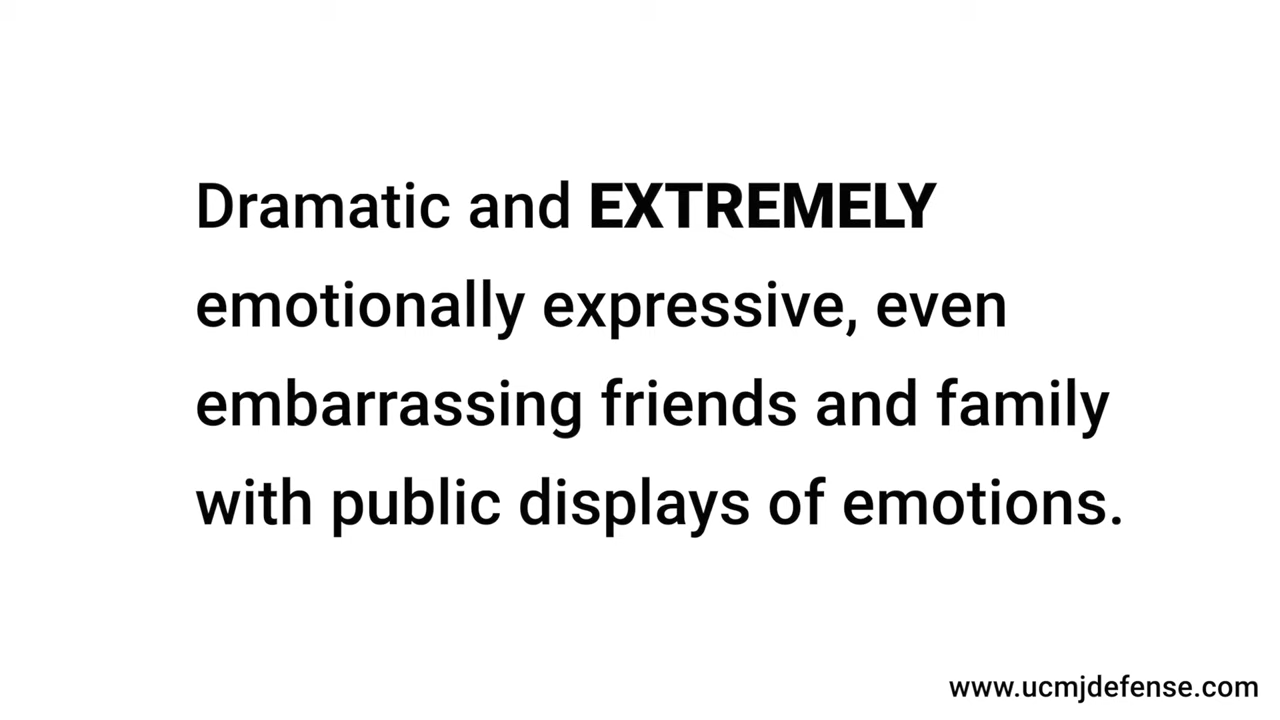 Dramatic and EXTREMELY
emotionally expressive, even
embarrassing friends and family
with public displays of emotions.
www.ucmjdefense.com